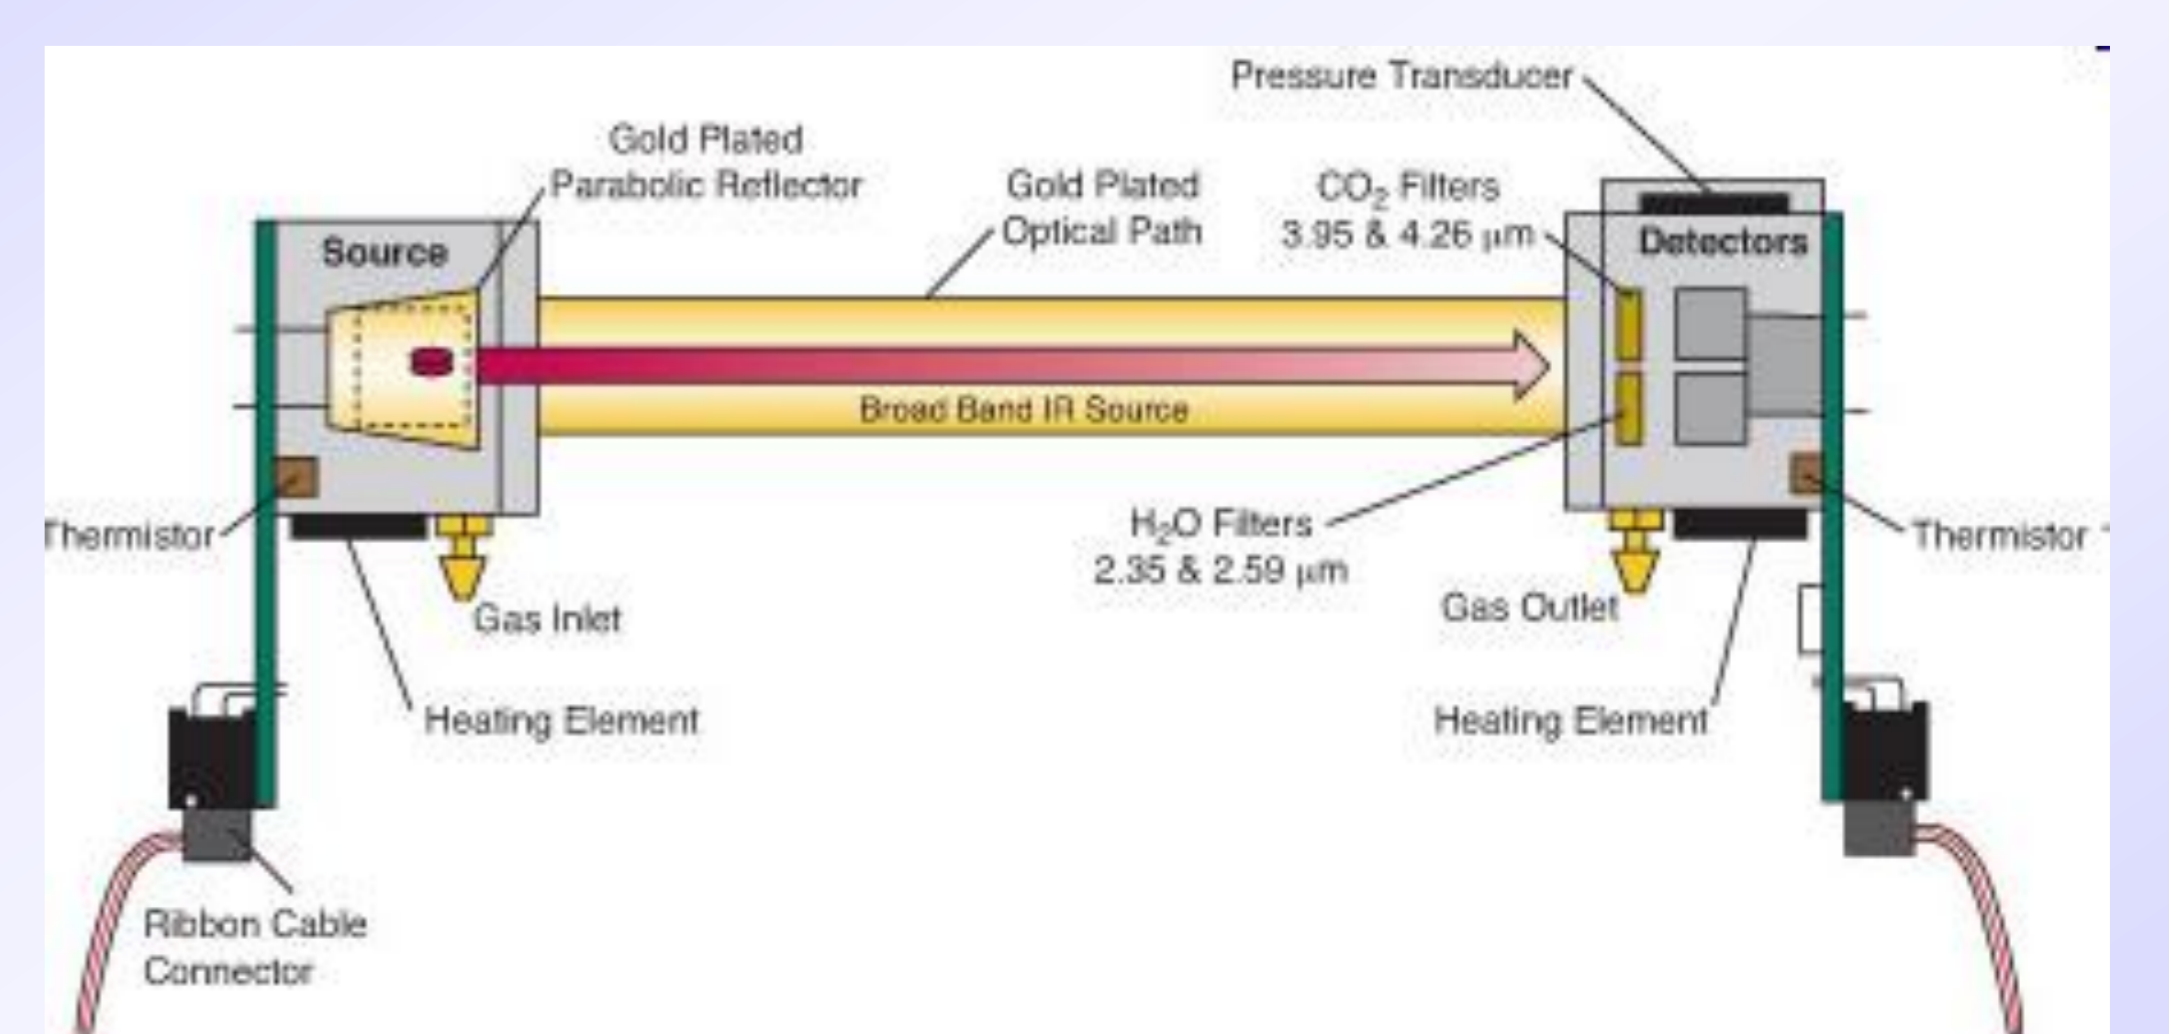 Pressure Transducer
Gold Plated
Parabolic Reflector
Gold Plated
Optical Path
CO₂ Filters
3.95 & 4.26 µm
Source
Detectors
Broad Band IR Source
Thermistor
H₂O Filters
2.35 & 2.59 µm
Thermistor
Gas Inlet
Gas Outlet
Heating Element
Heating Element
Ribbon Cable
Connector